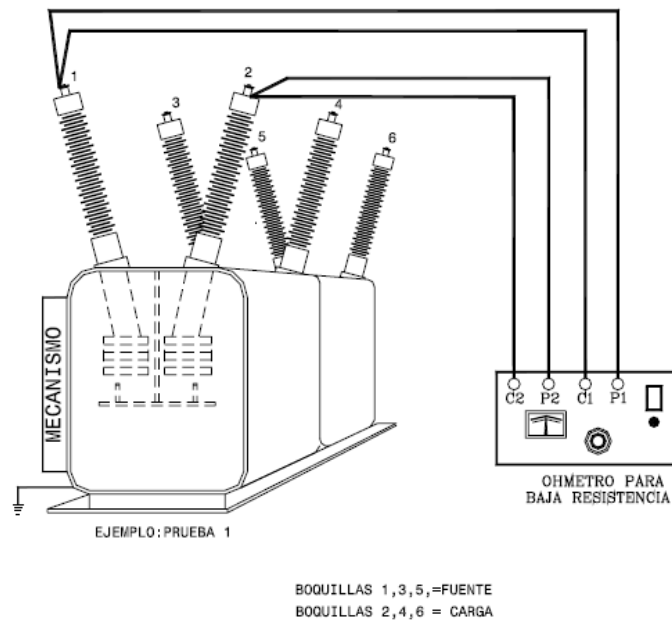 1
2
3
4
5
6
MECANISMO
C2 P2 C1 P1
OHMETRO PARA
BAJA RESISTENCIA
EJEMPLO:PRUEBA 1
BOQUILLAS 1,3,5,=FUENTE
BOQUILLAS 2,4,6 = CARGA